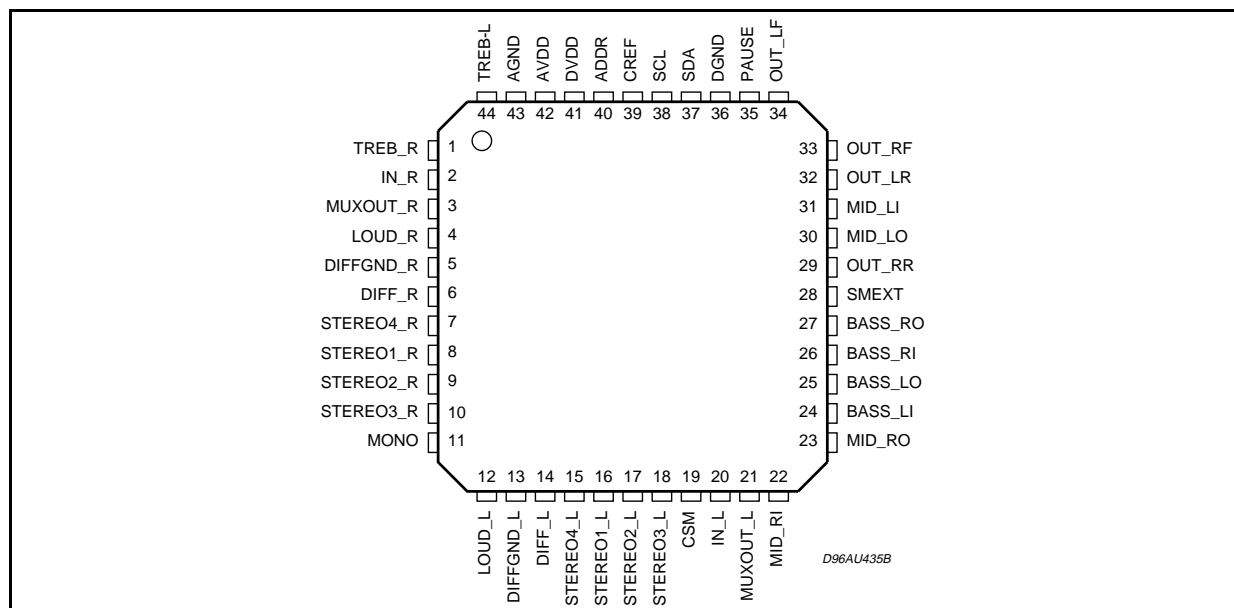 TREB-L
AGND
AVDD
DVDD
ADDR
CREF
SCL
SDA
DGND
PAUSE
OUT_LF
44 43 42 41 40 39 38 37 36 35 34
TREB_R 1
IN_R 2
MUXOUT_R 3
LOUD_R 4
DIFFGND_R 5
DIFF_R 6
STEREO4_R 7
STEREO1_R 8
STEREO2_R 9
STEREO3_R 10
MONO 11
33 OUT_RF
32 OUT_LR
31 MID_LI
30 MID_LO
29 OUT_RR
28 SMEXT
27 BASS_RO
26 BASS_RI
25 BASS_LO
24 BASS_LI
23 MID_RO
12 13 14 15 16 17 18 19 20 21 22
LOUD_L
DIFFGND_L
DIFF_L
STEREO4_L
STEREO1_L
STEREO2_L
STEREO3_L
CSM
IN_L
MUXOUT_L
MID_RI
D96AU435B